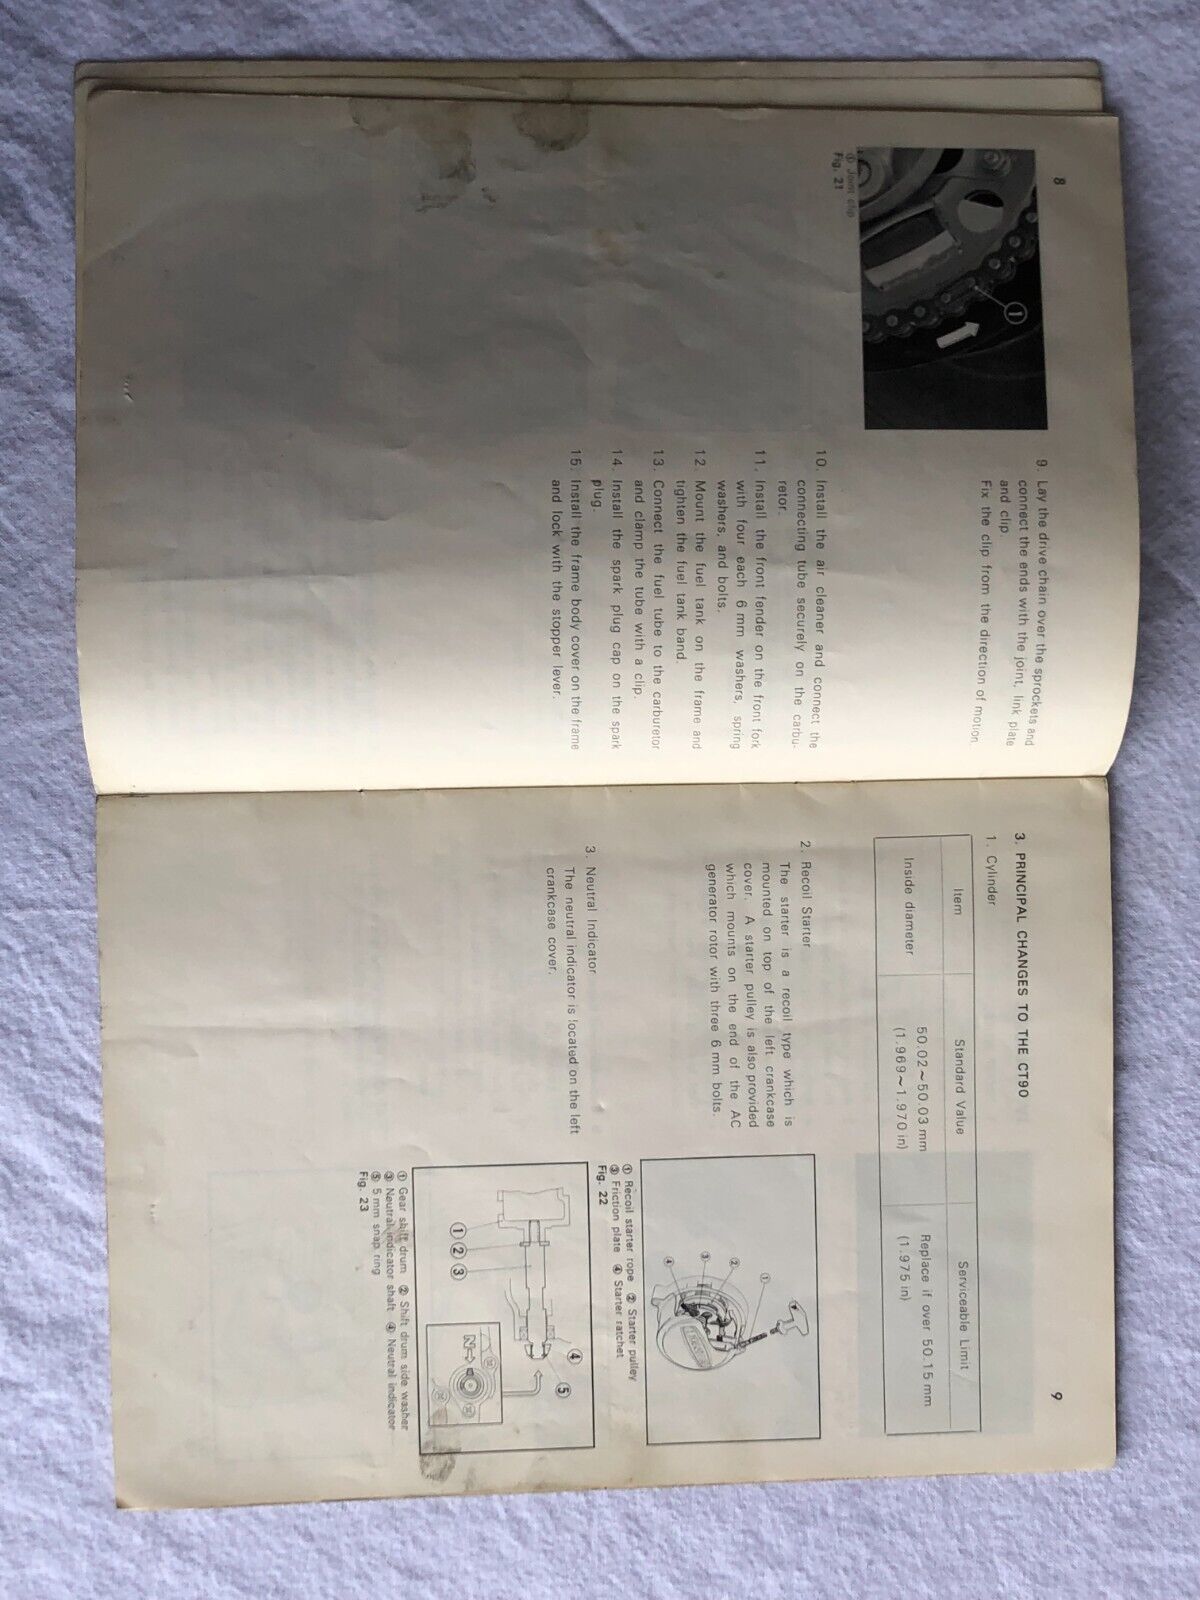 8
①
① Joint clip
Fig. 21
9. Lay the drive chain over the sprockets and
connect the ends with the joint, link plate
and clip.
Fix the clip from the direction of motion.
10. Install the air cleaner and connect the
connecting tube securely on the carbu-
retor.
11. Install the front fender on the front fork
with four each 6 mm washers, spring
washers, and bolts.
12. Mount the fuel tank on the frame and
tighten the fuel tank band.
13. Connect the fuel tube to the carburetor
and clamp the tube with a clip.
14. Install the spark plug cap on the spark
plug.
15. Install the frame body cover on the frame
and lock with the stopper lever.
9
3. PRINCIPAL CHANGES TO THE CT90
1. Cylinder
Item Standard Value Serviceable Limit
Inside diameter 50.02~50.03 mm Replace if over 50.15 mm
(1.969~1.970 in) (1.975 in)
2. Recoil Starter
The starter is a recoil type which is
mounted on top of the left crankcase
cover. A starter pulley is also provided
which mounts on the end of the AC
generator rotor with three 6 mm bolts.
① ② ③ ④
① Recoil starter rope ② Starter pulley
③ Friction plate ④ Starter ratchet
Fig. 22
3. Neutral Indicator
The neutral indicator is located on the left
crankcase cover.
① ② ③ ④ ⑤
N
① Gear shift drum ② Shift drum side washer
③ Neutral indicator shaft ④ Neutral indicator
⑤ 5 mm snap ring
Fig. 23